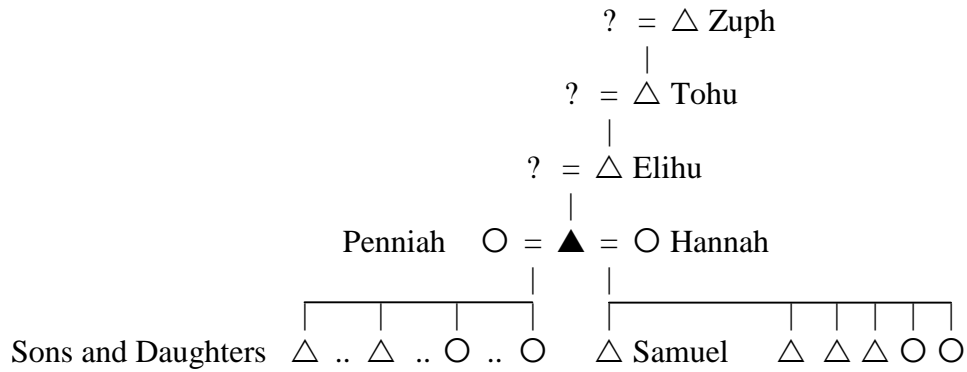 ? = △ Zuph
? = △ Tohu
? = △ Elihu
Penniah ○ = ▲ = ○ Hannah
Sons and Daughters △ .. △ .. ○ .. ○ △ Samuel △ △ △ ○ ○